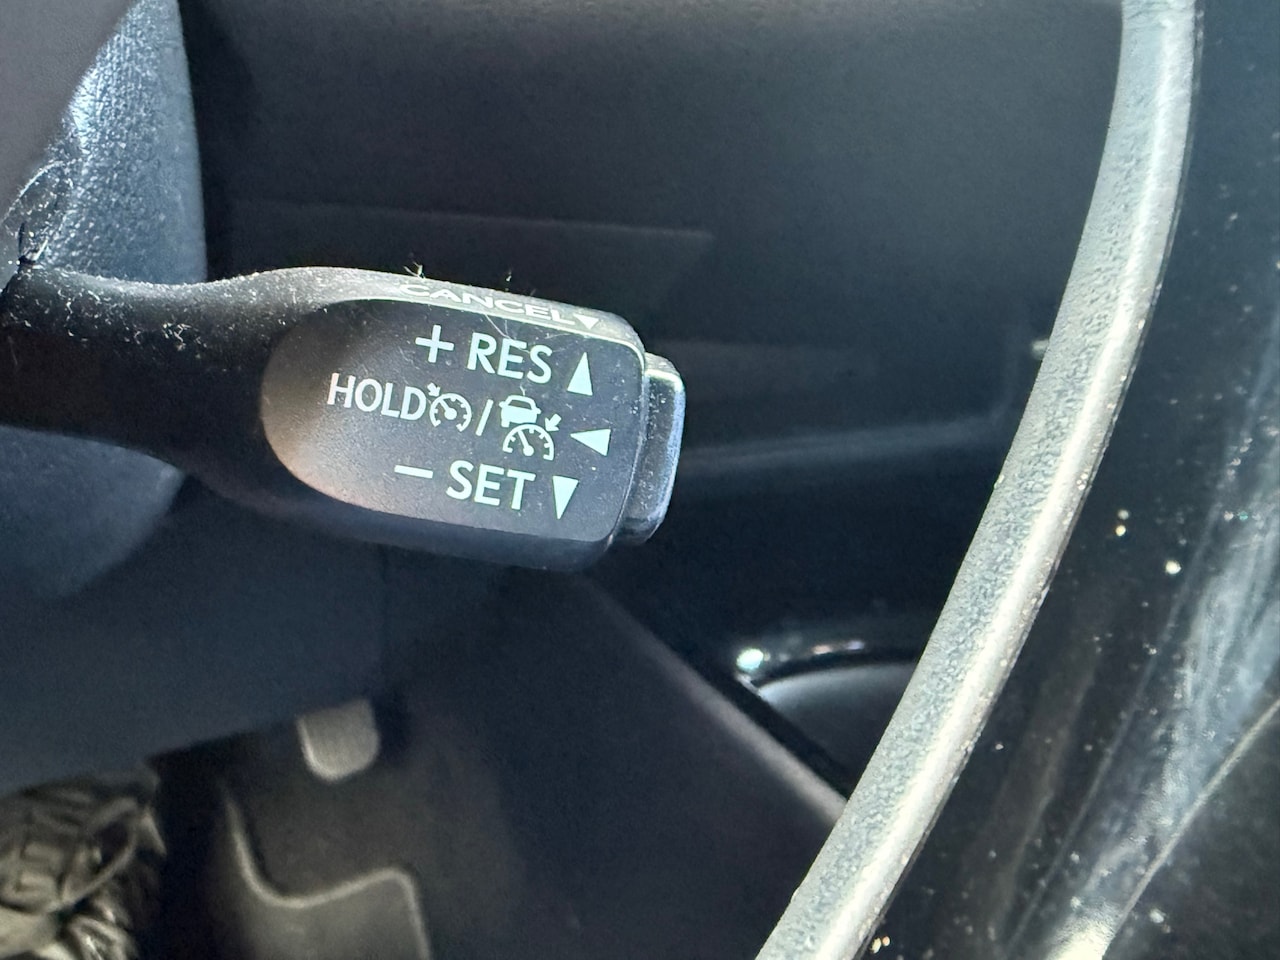 CANCEL▼
+ RES ▲
HOLD / ◀
− SET ▼